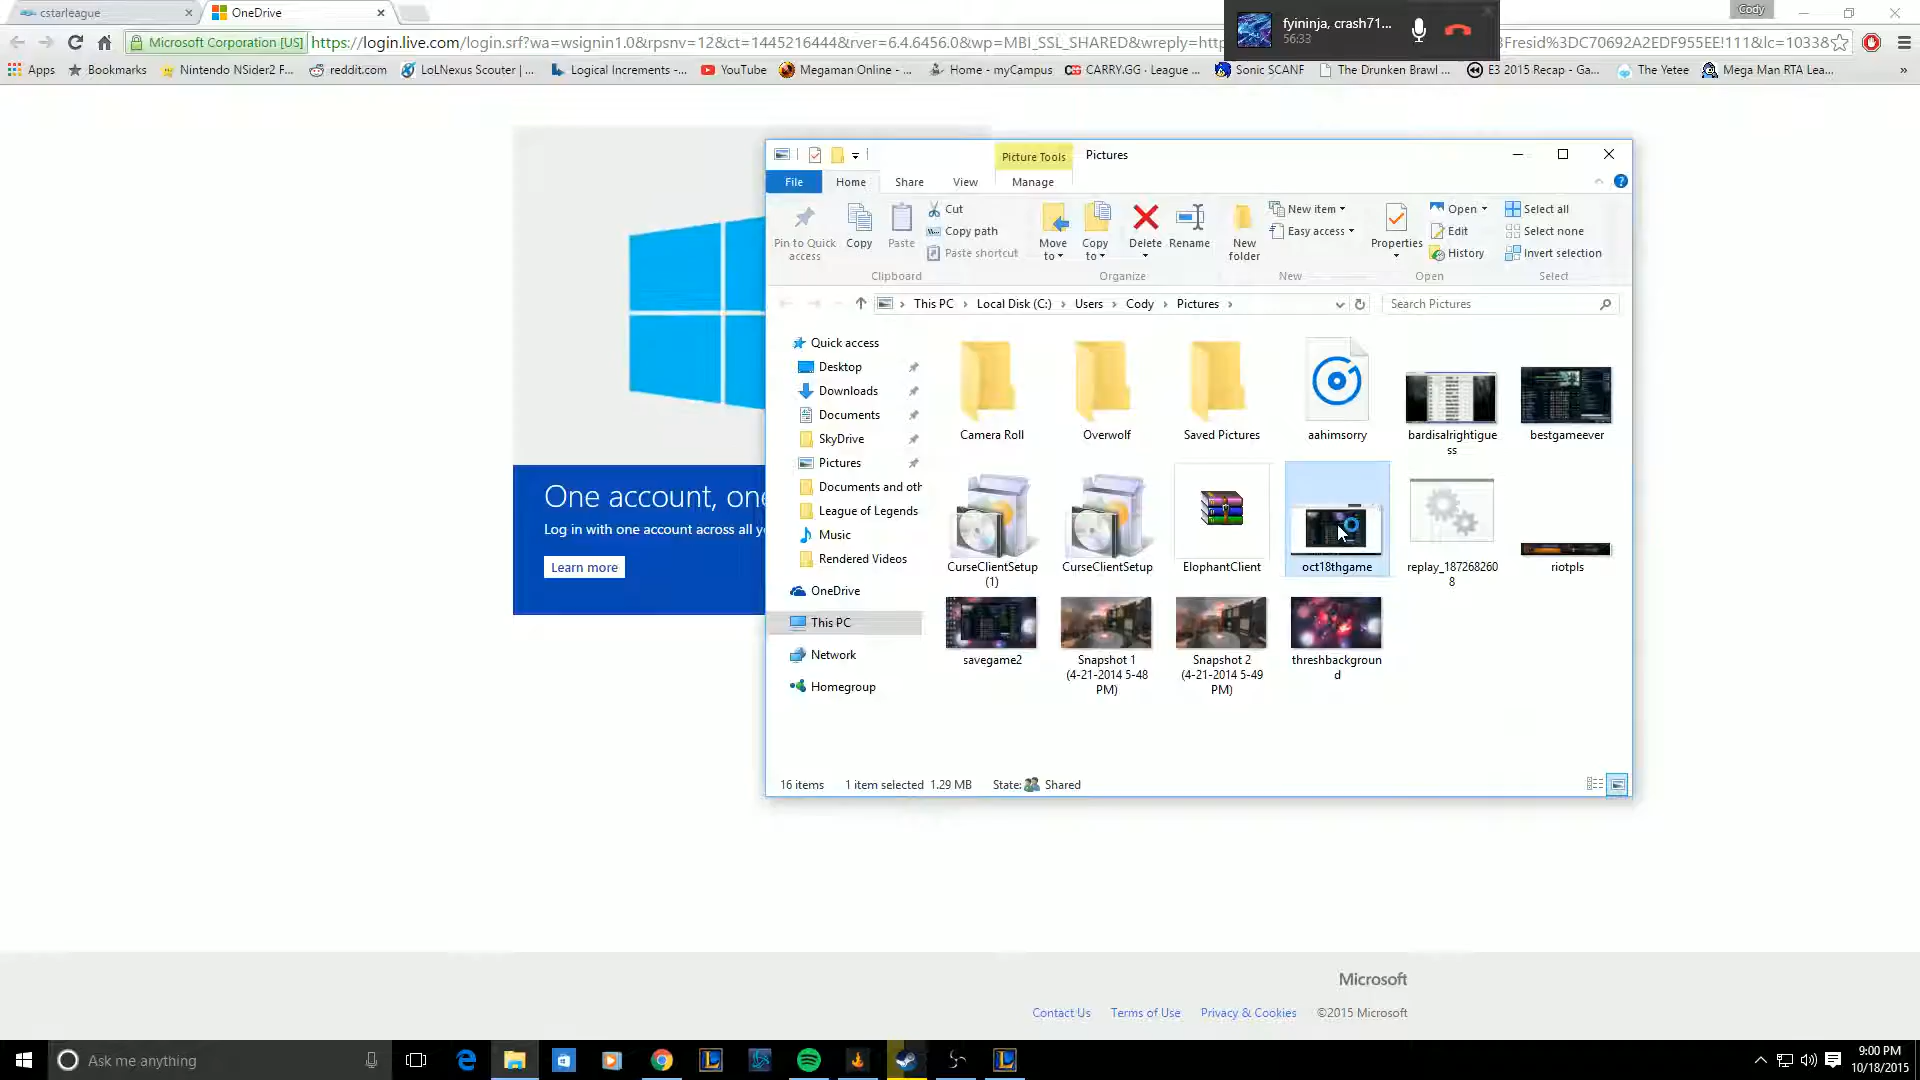 cstarleague
OneDrive
Cody
fyininja, crash71...
56:33
Microsoft Corporation [US]
https://login.live.com/login.srf?wa=wsignin1.0&rpsnv=12&ct=1445216444&rver=6.4.6456.0&wp=MBI_SSL_SHARED&wreply=http
Fresid%3DC70692A2EDF955EE!111&lc=1033&
Apps
Bookmarks
Nintendo NSider2 F...
reddit.com
LoLNexus Scouter | ...
Logical Increments -...
YouTube
Megaman Online - ...
Home - myCampus
CARRY.GG · League ...
Sonic SCANF
The Drunken Brawl ...
E3 2015 Recap - Ga...
The Yetee
Mega Man RTA Lea...
»
Picture Tools
Pictures
File
Home
Share
View
Manage
Pin to Quick access
Copy
Paste
Cut
Copy path
Paste shortcut
Move to
Copy to
Delete
Rename
New folder
New item
Easy access
Properties
Open
Edit
History
Select all
Select none
Invert selection
Clipboard
Organize
New
Open
Select
This PC
Local Disk (C:)
Users
Cody
Pictures
Search Pictures
Quick access
Desktop
Downloads
Documents
SkyDrive
Pictures
Documents and oth
League of Legends
Music
Rendered Videos
OneDrive
This PC
Network
Homegroup
Camera Roll
Overwolf
Saved Pictures
aahimsorry
bardisalrightigue
ss
bestgameever
CurseClientSetup
(1)
CurseClientSetup
ElophantClient
oct18thgame
replay_187268260
8
riotpls
savegame2
Snapshot 1
(4-21-2014 5-48
PM)
Snapshot 2
(4-21-2014 5-49
PM)
threshbackgroun
d
16 items
1 item selected 1.29 MB
State:
Shared
One account, one
Log in with one account across all yo
Learn more
Microsoft
Contact Us
Terms of Use
Privacy & Cookies
©2015 Microsoft
Ask me anything
9:00 PM
10/18/2015